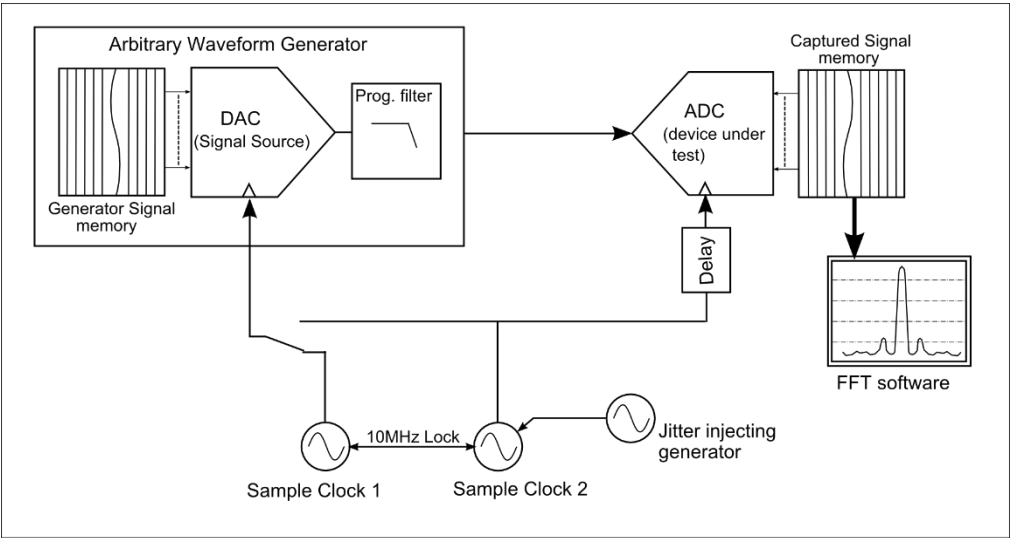 Arbitrary Waveform Generator
Generator Signal
memory
DAC
(Signal Source)
Prog. filter
ADC
(device under
test)
Captured Signal
memory
Delay
FFT software
10MHz Lock
Sample Clock 1
Sample Clock 2
Jitter injecting
generator